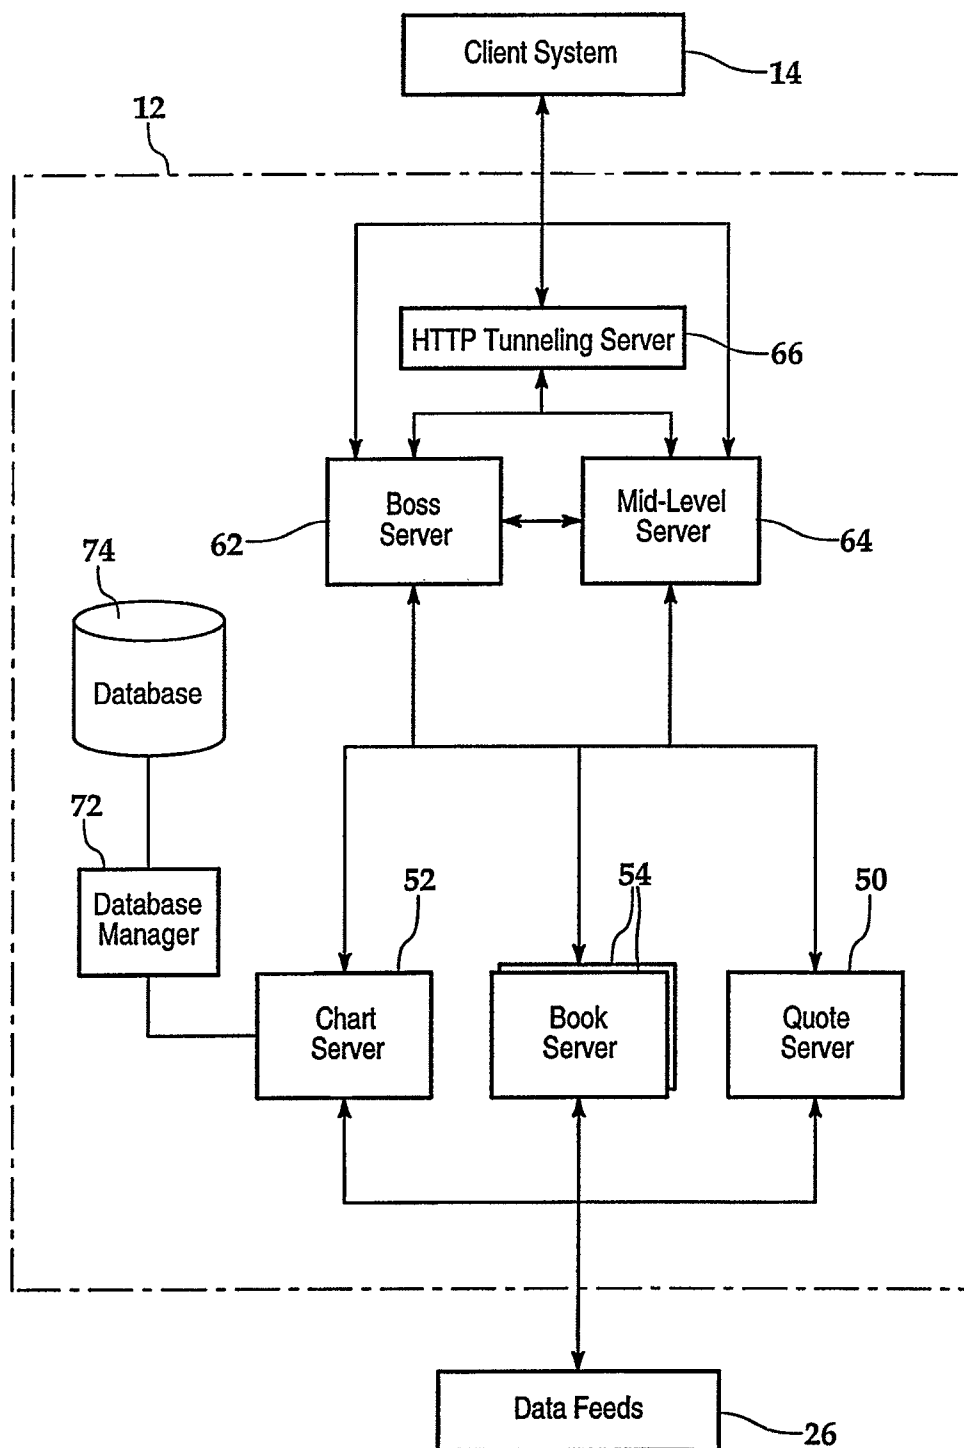 Client System
14
12
HTTP Tunneling Server
66
Boss
Server
62
Mid-Level
Server
64
74
Database
72
Database
Manager
52
54
50
Chart
Server
Book
Server
Quote
Server
Data Feeds
26